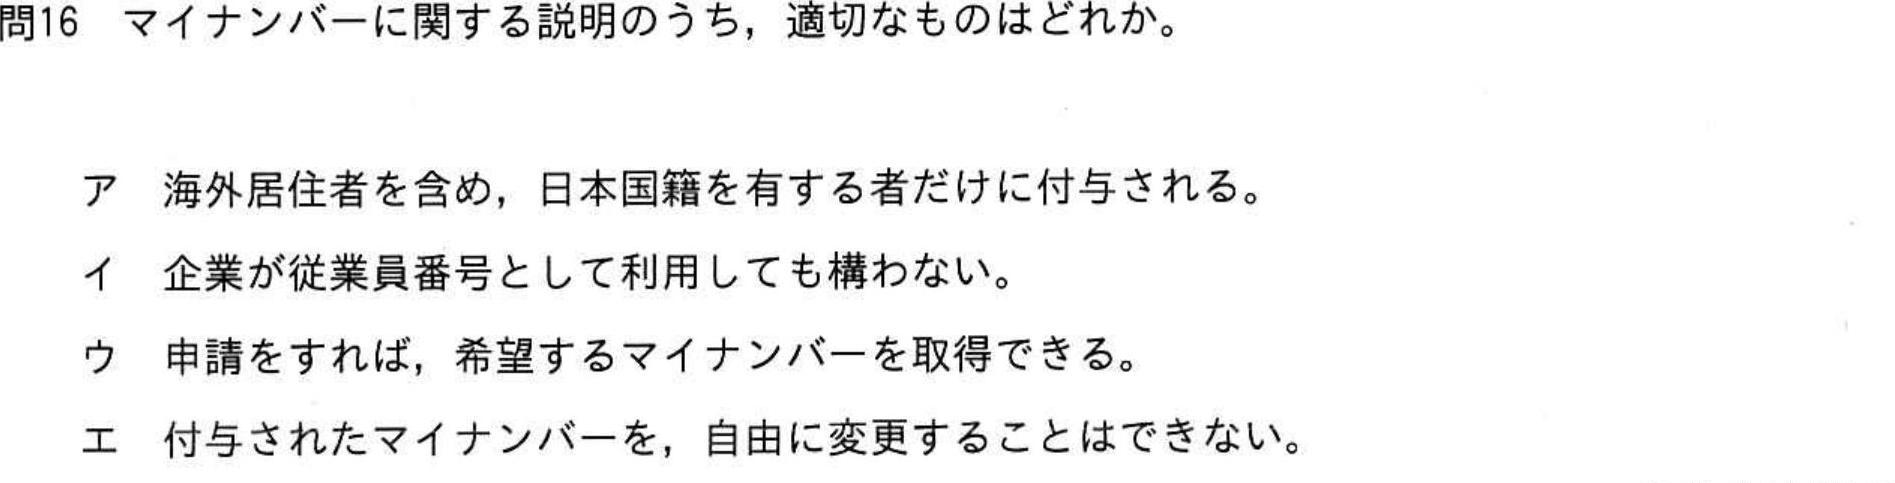 問16　マイナンバーに関する説明のうち，適切なものはどれか。
ア　海外居住者を含め，日本国籍を有する者だけに付与される。
イ　企業が従業員番号として利用しても構わない。
ウ　申請をすれば，希望するマイナンバーを取得できる。
エ　付与されたマイナンバーを，自由に変更することはできない。